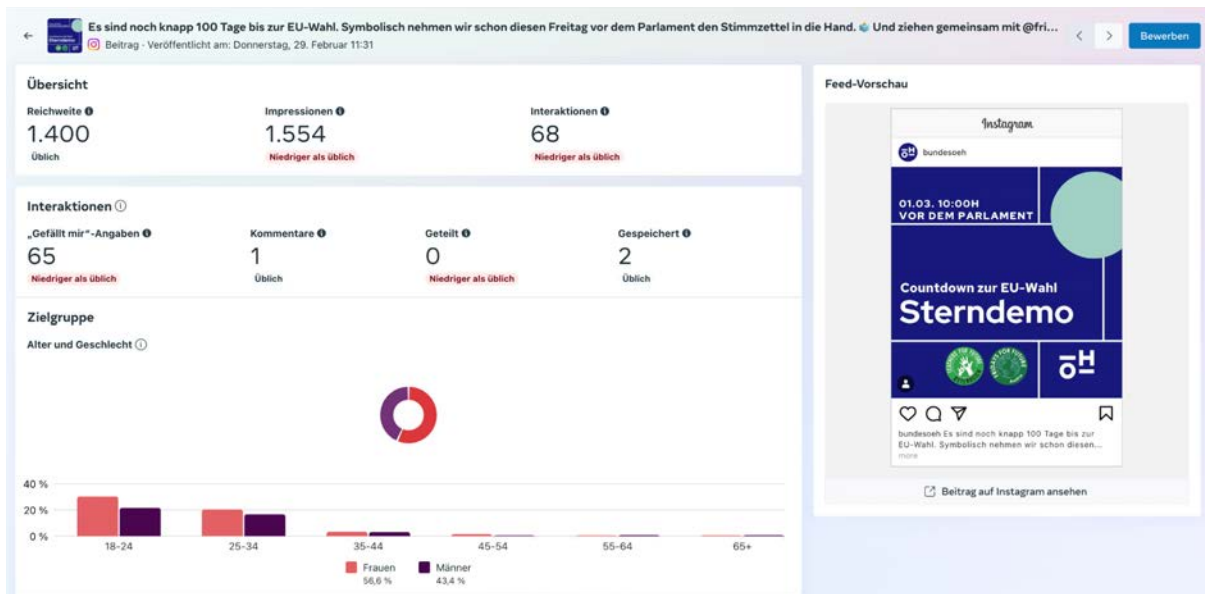 Es sind noch knapp 100 Tage bis zur EU-Wahl. Symbolisch nehmen wir schon diesen Freitag vor dem Parlament den Stimmzettel in die Hand. Und ziehen gemeinsam mit @fri...
Beitrag · Veröffentlicht am: Donnerstag, 29. Februar 11:31
Bewerben
Übersicht
Reichweite
Impressionen
Interaktionen
1.400
1.554
68
Üblich
Niedriger als üblich
Niedriger als üblich
Interaktionen
„Gefällt mir“-Angaben
Kommentare
Geteilt
Gespeichert
65
1
0
2
Niedriger als üblich
Üblich
Niedriger als üblich
Üblich
Zielgruppe
Alter und Geschlecht
40 %
20 %
0 %
18-24
25-34
35-44
45-54
55-64
65+
Frauen
56,6 %
Männer
43,4 %
Feed-Vorschau
Instagram
bundesoeh
01.03. 10:00H
VOR DEM PARLAMENT
Countdown zur EU-Wahl
Sterndemo
bundesoeh Es sind noch knapp 100 Tage bis zur
EU-Wahl. Symbolisch nehmen wir schon diesen...
more
Beitrag auf Instagram ansehen